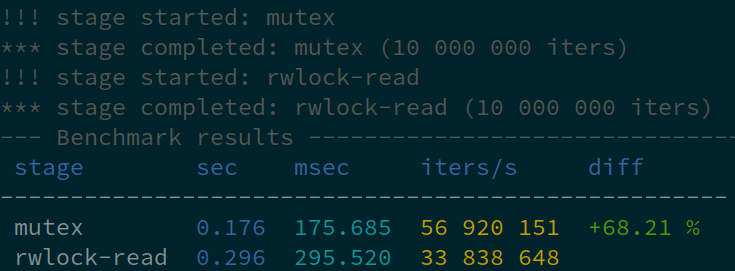 !!! stage started: mutex
*** stage completed: mutex (10 000 000 iters)
!!! stage started: rwlock-read
*** stage completed: rwlock-read (10 000 000 iters)
--- Benchmark results ------------------------------
stage sec msec iters/s diff
----------------------------------------------------
mutex 0.176 175.685 56 920 151 +68.21 %
rwlock-read 0.296 295.520 33 838 648